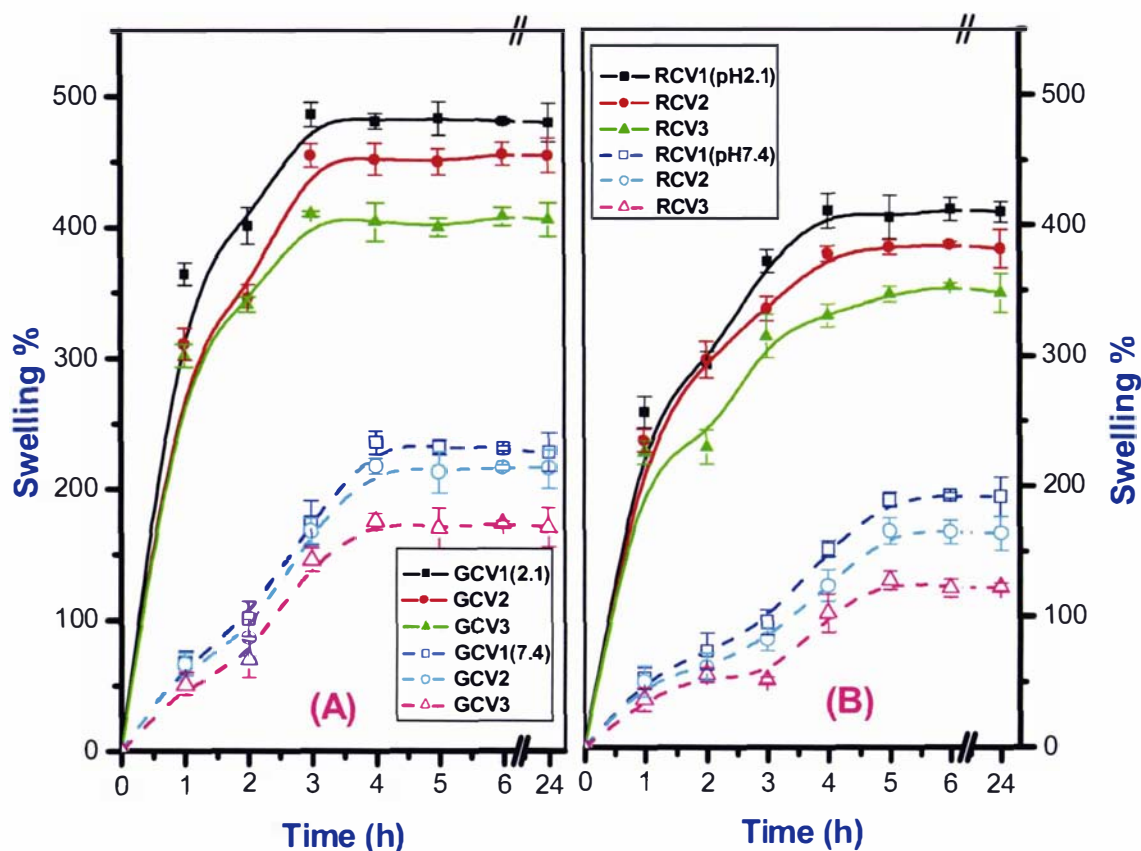 Swelling %
500
400
300
200
100
0
0
1
2
3
4
5
6
24
Time (h)
(A)
GCV1(2.1)
GCV2
GCV3
GCV1(7.4)
GCV2
GCV3
RCV1(pH2.1)
RCV2
RCV3
RCV1(pH7.4)
RCV2
RCV3
(B)
0
1
2
3
4
5
6
24
Time (h)
500
400
300
200
100
0
Swelling %